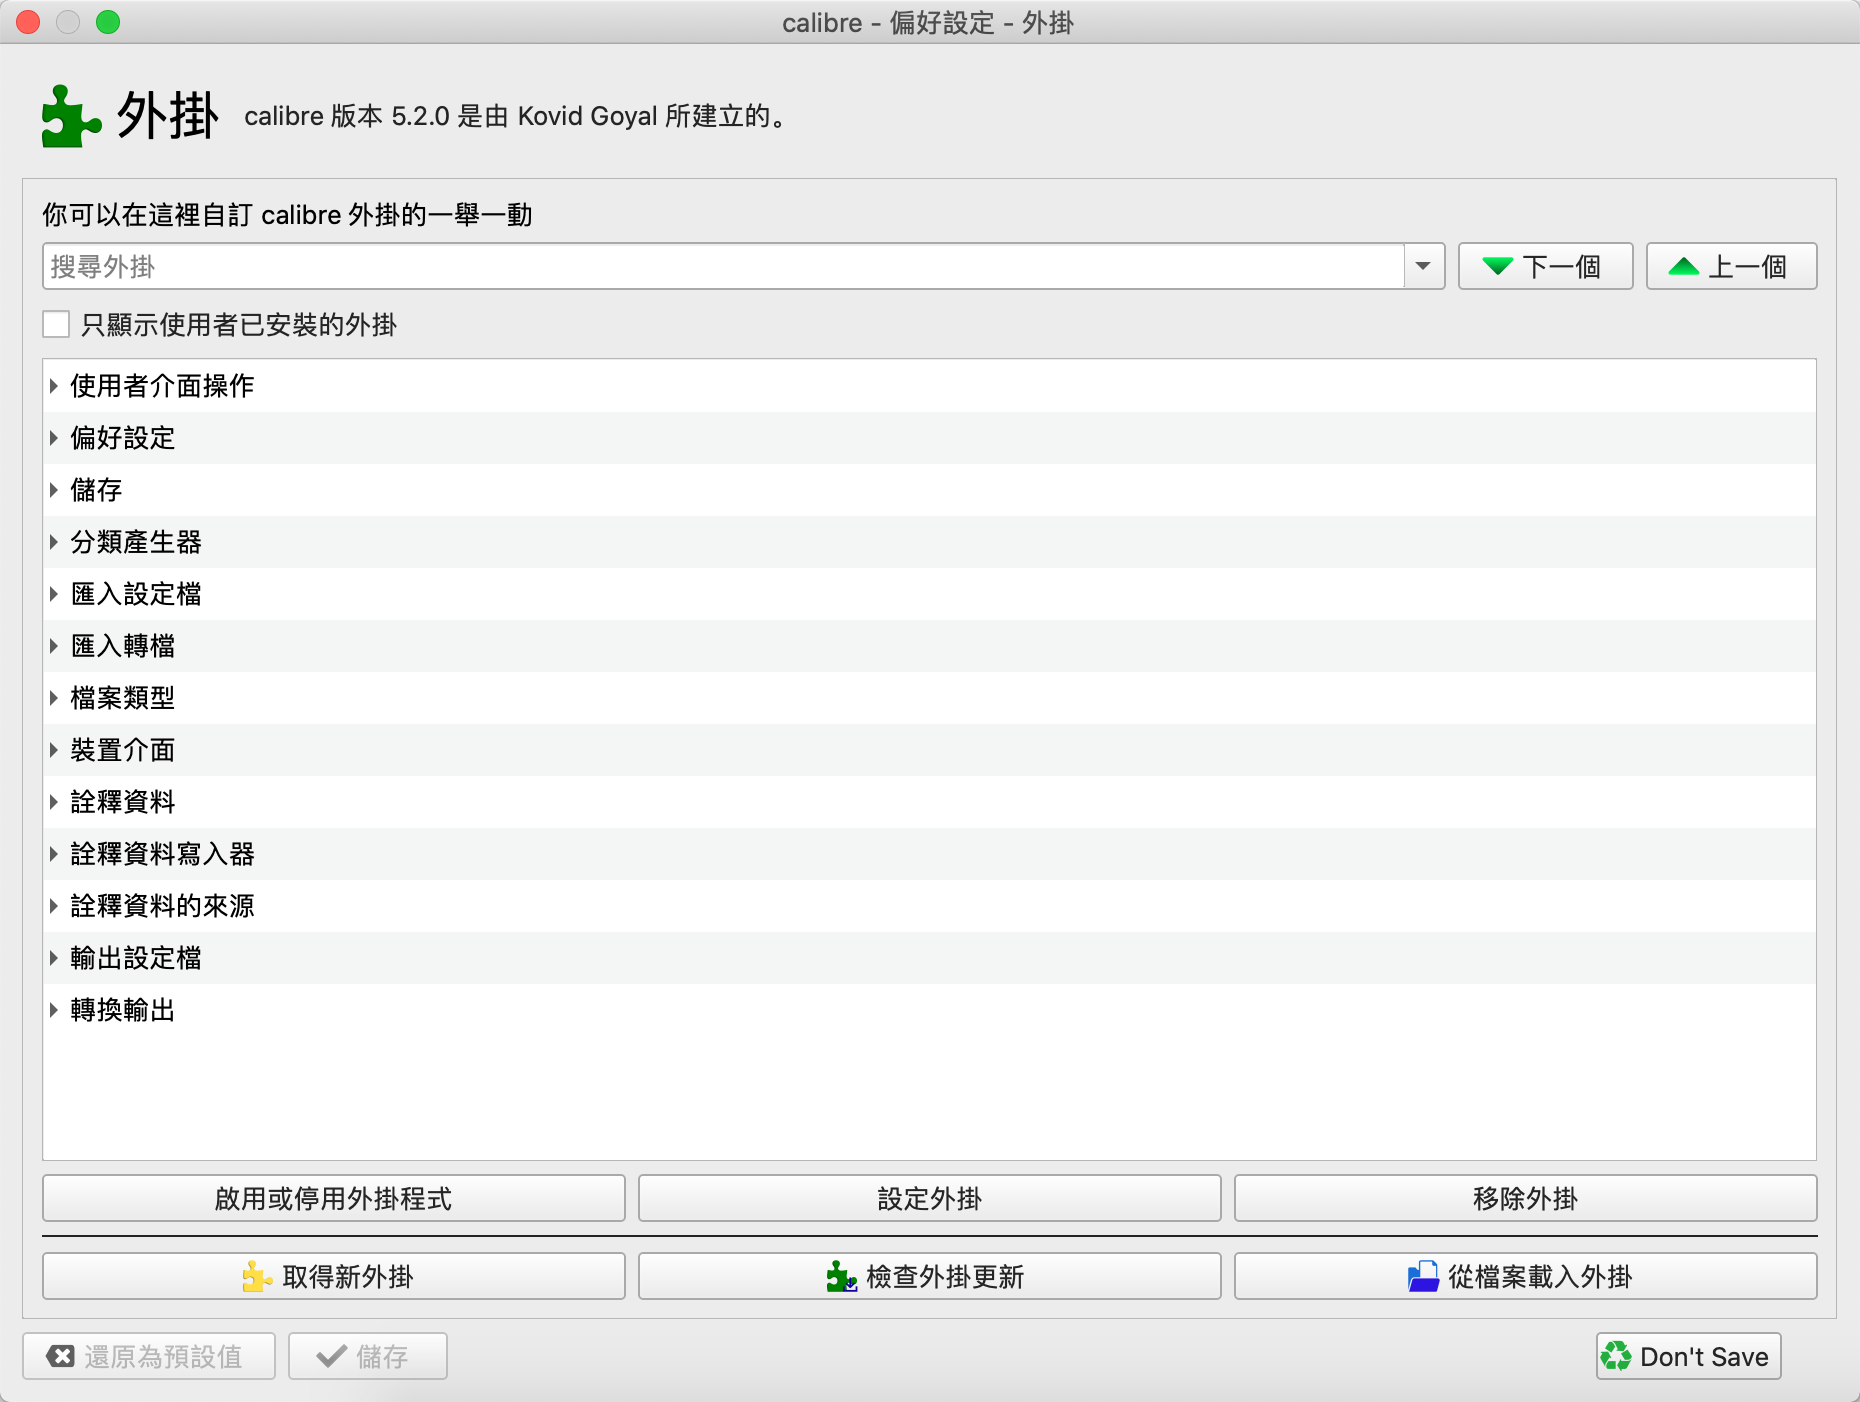 calibre - 偏好設定 - 外掛
外掛 calibre 版本 5.2.0 是由 Kovid Goyal 所建立的。
你可以在這裡自訂 calibre 外掛的一舉一動
搜尋外掛 下一個 上一個
只顯示使用者已安裝的外掛
使用者介面操作
偏好設定
儲存
分類產生器
匯入設定檔
匯入轉檔
檔案類型
裝置介面
詮釋資料
詮釋資料寫入器
詮釋資料的來源
輸出設定檔
轉換輸出
啟用或停用外掛程式 設定外掛 移除外掛
取得新外掛 檢查外掛更新 從檔案載入外掛
還原為預設值 儲存 Don't Save